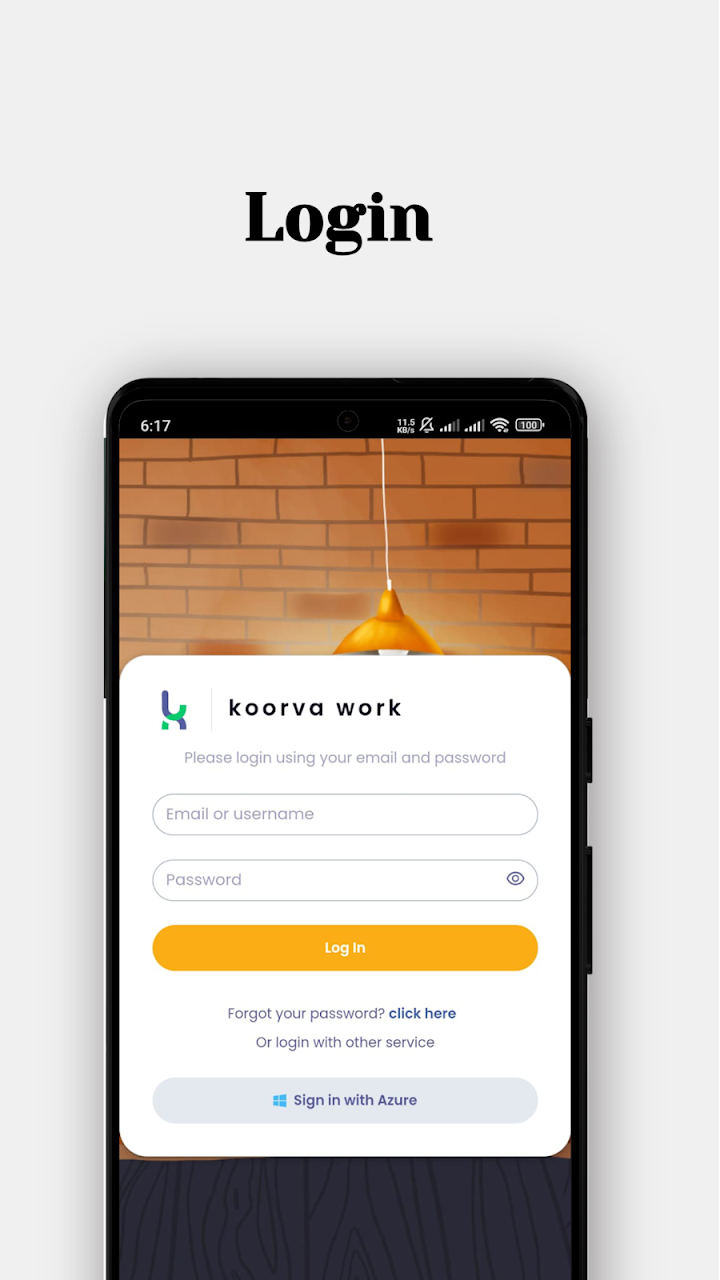 Login
6:17
11.5
KB/s
100
koorva work
Please login using your email and password
Email or username
Password
Log In
Forgot your password? click here
Or login with other service
Sign in with Azure